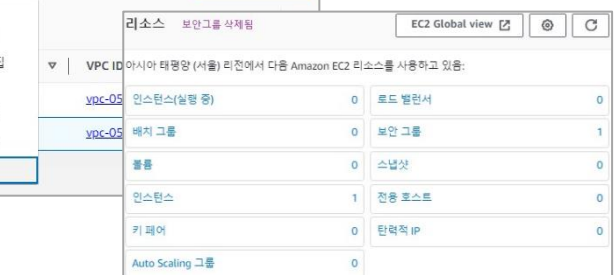 리소스 보안그룹 삭제됨 EC2 Global view
집
VPC ID 아시아 태평양 (서울) 리전에서 다음 Amazon EC2 리소스를 사용하고 있음:
vpc-05 인스턴스(실행 중) 0 로드 밸런서 0
vpc-05 배치 그룹 0 보안 그룹 1
볼륨 0 스냅샷 0
인스턴스 1 전용 호스트 0
키 페어 0 탄력적 IP 0
Auto Scaling 그룹 0